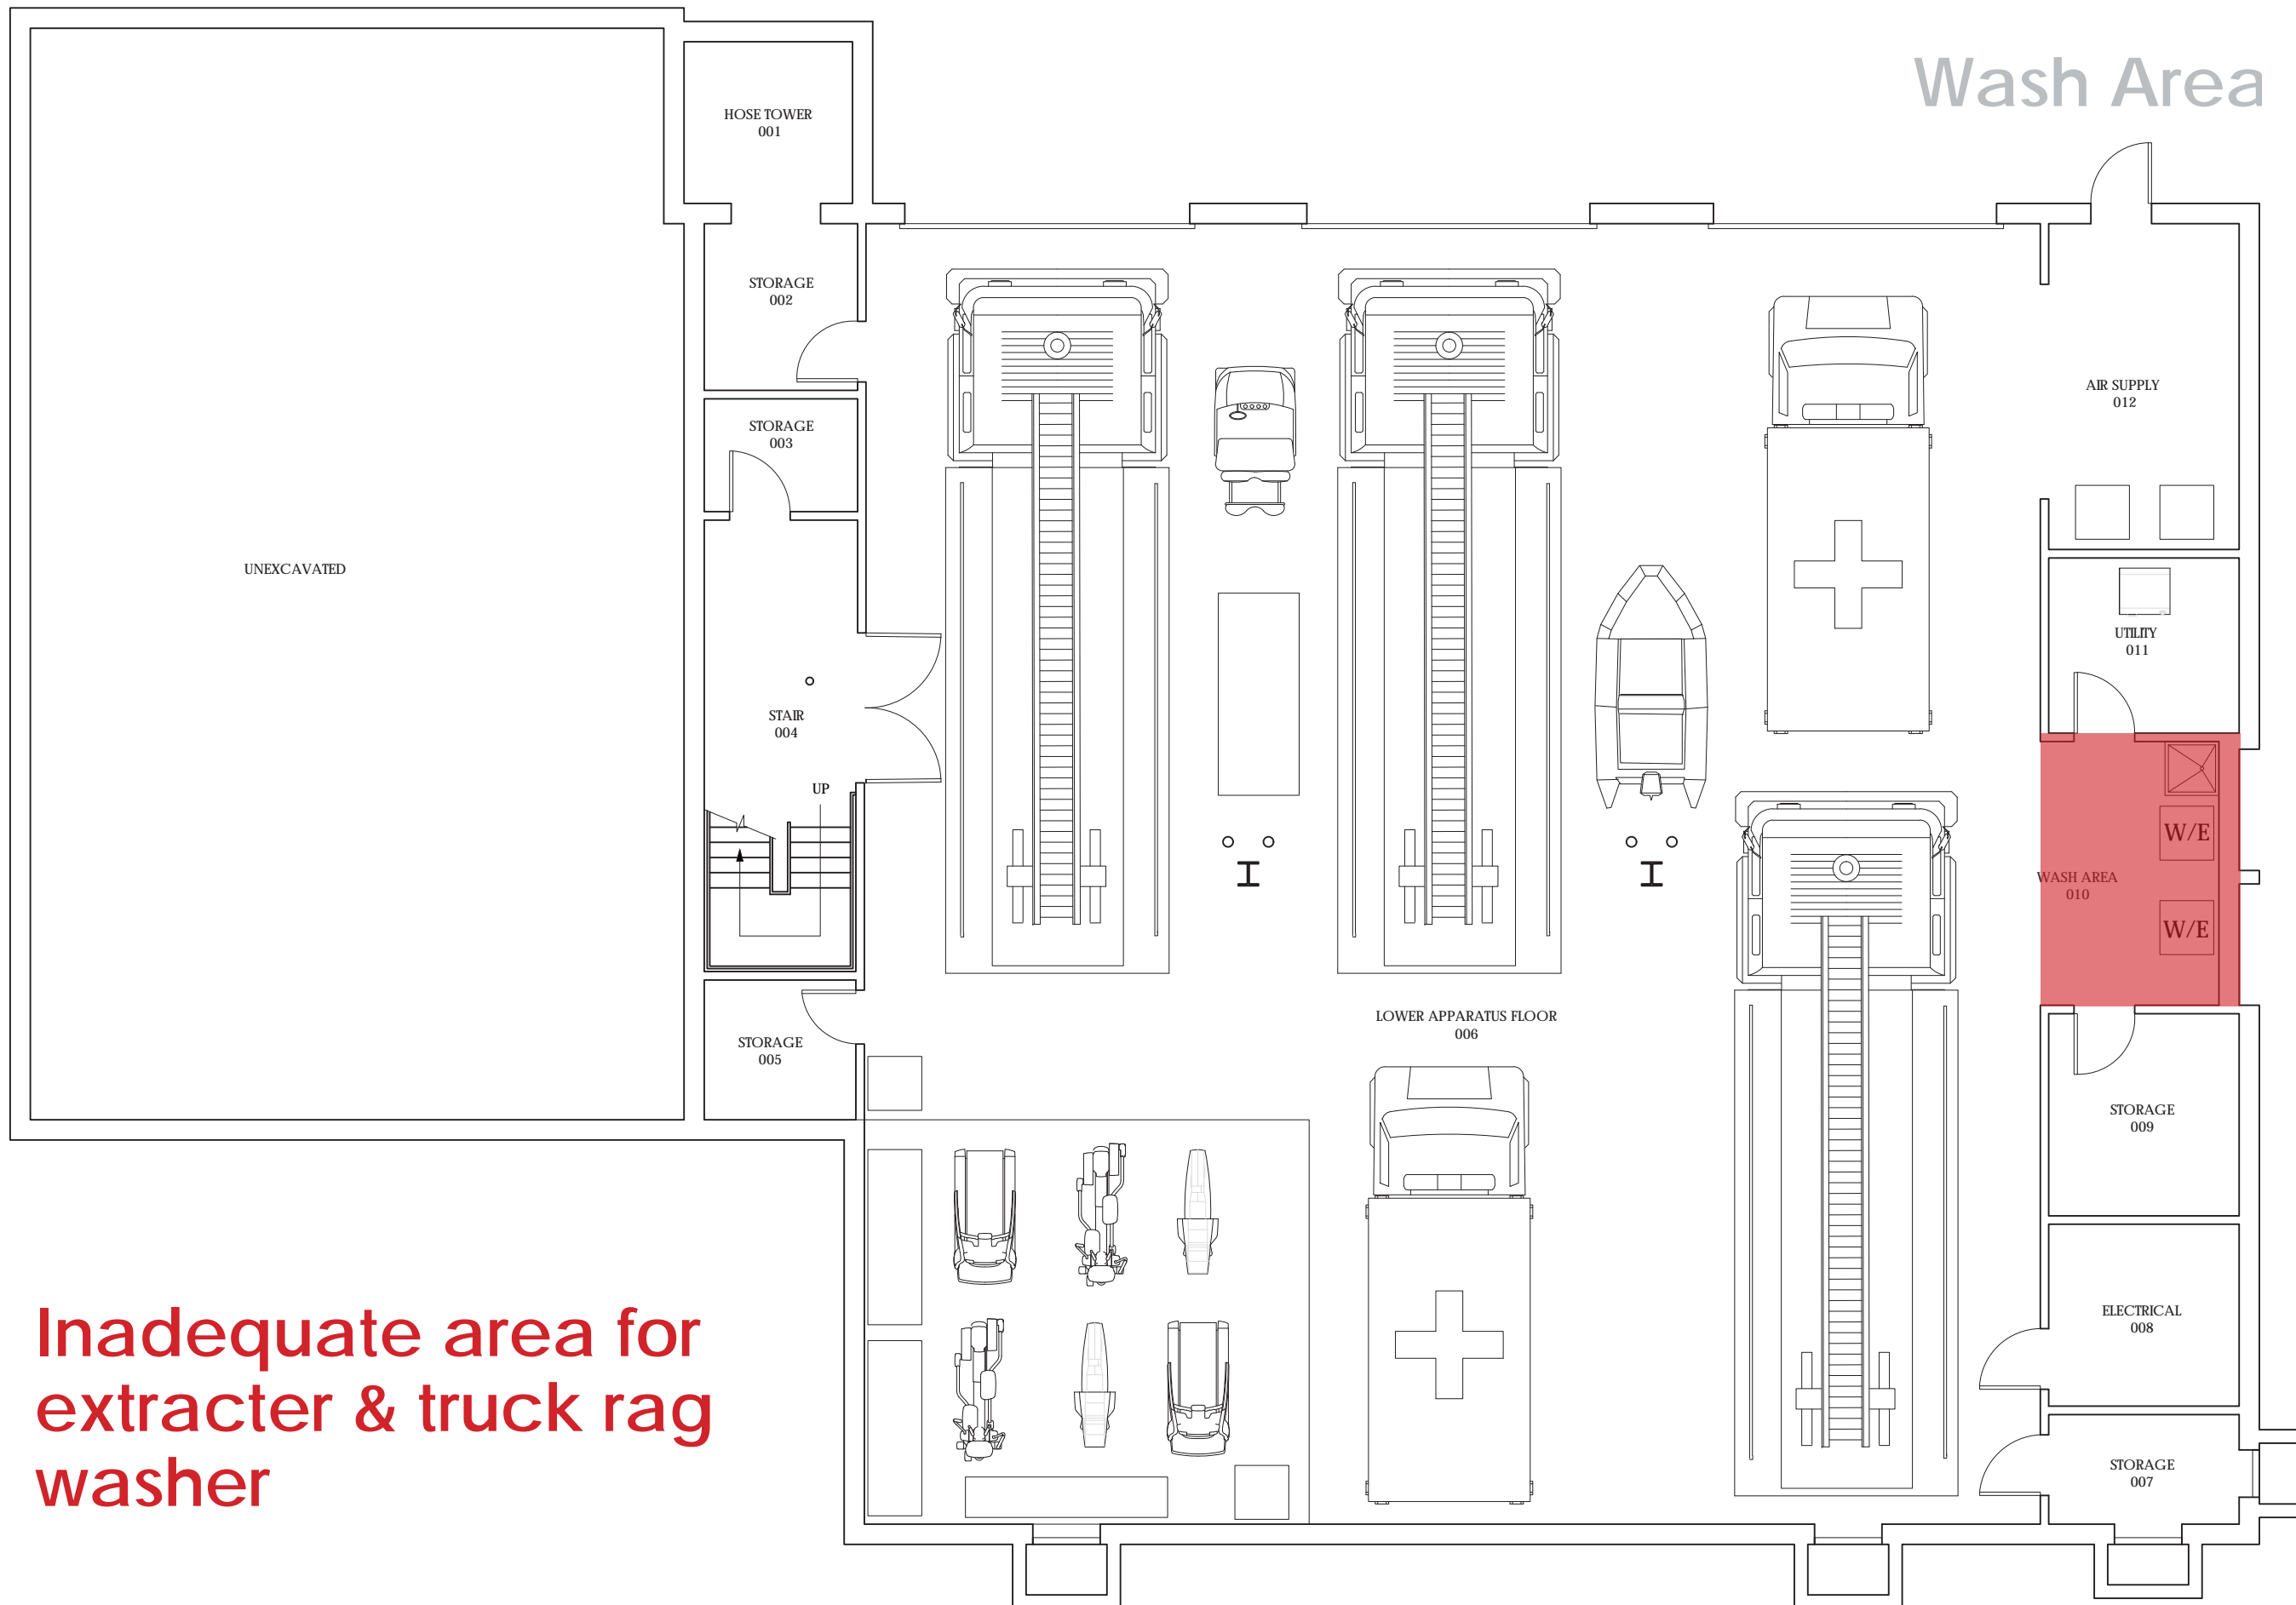 Wash Area
HOSE TOWER
001
STORAGE
002
AIR SUPPLY
012
STORAGE
003
UNEXCAVATED
UTILITY
011
STAIR
004
UP
W/E
WASH AREA
010
W/E
LOWER APPARATUS FLOOR
006
STORAGE
005
STORAGE
009
ELECTRICAL
008
Inadequate area for
extracter & truck rag
washer
STORAGE
007